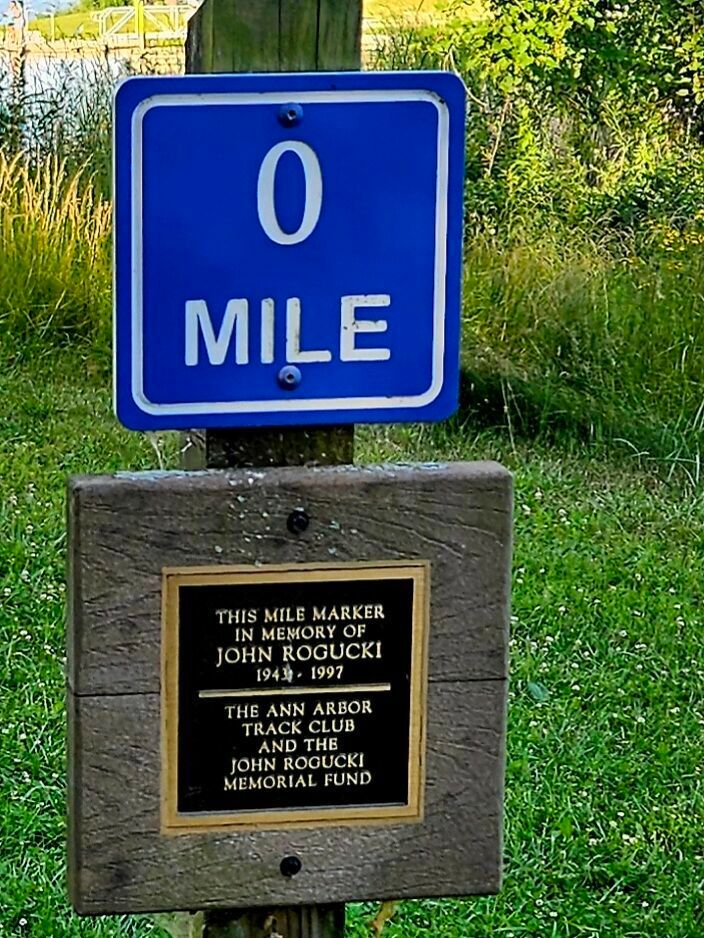 0
MILE
THIS MILE MARKER
IN MEMORY OF
JOHN ROGUCKI
1943 - 1997
THE ANN ARBOR
TRACK CLUB
AND THE
JOHN ROGUCKI
MEMORIAL FUND